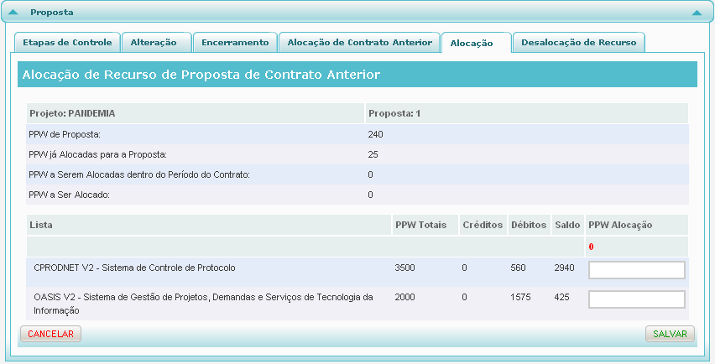 Proposta
Etapas de Controle Alteração Encerramento Alocação de Contrato Anterior Alocação Desalocação de Recurso
Alocação de Recurso de Proposta de Contrato Anterior
Projeto: PANDEMIA Proposta: 1
PPW de Proposta: 240
PPW já Alocadas para a Proposta: 25
PPW a Serem Alocadas dentro do Período do Contrato: 0
PPW a Ser Alocado: 0
Lista PPW Totais Créditos Débitos Saldo PPW Alocação
0
CPRODNET V2 - Sistema de Controle de Protocolo 3500 0 560 2940
OASIS V2 - Sistema de Gestão de Projetos, Demandas e Serviços de Tecnologia da 2000 0 1575 425
Informação
CANCELAR SALVAR